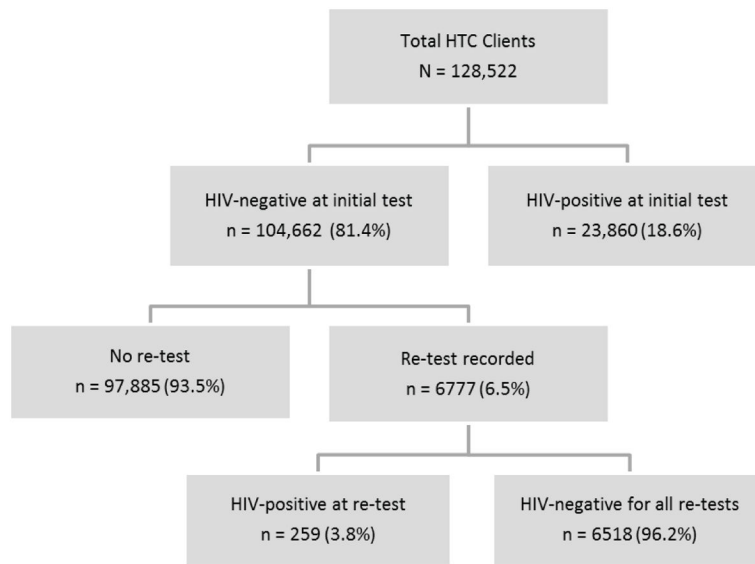 Total HTC Clients
N = 128,522
HIV-negative at initial test
n = 104,662 (81.4%)
HIV-positive at initial test
n = 23,860 (18.6%)
No re-test
n = 97,885 (93.5%)
Re-test recorded
n = 6777 (6.5%)
HIV-positive at re-test
n = 259 (3.8%)
HIV-negative for all re-tests
n = 6518 (96.2%)